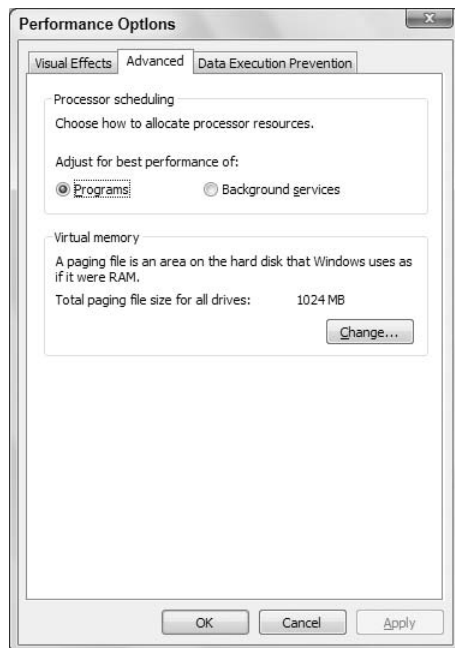 Performance Options
X
Visual Effects
Advanced
Data Execution Prevention
Processor scheduling
Choose how to allocate processor resources.
Adjust for best performance of:
Programs
Background services
Virtual memory
A paging file is an area on the hard disk that Windows uses as
if it were RAM.
Total paging file size for all drives: 1024 MB
Change...
OK
Cancel
Apply